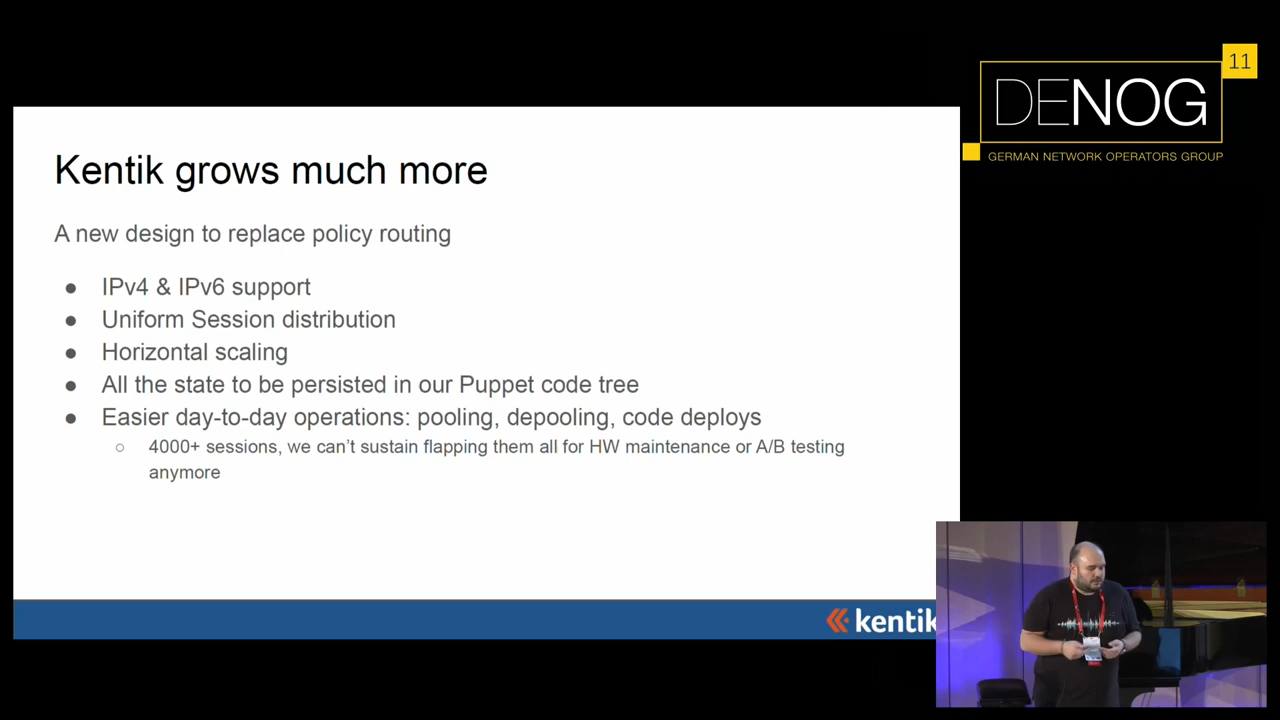 Kentik grows much more
A new design to replace policy routing
● IPv4 & IPv6 support
● Uniform Session distribution
● Horizontal scaling
● All the state to be persisted in our Puppet code tree
● Easier day-to-day operations: pooling, depooling, code deploys
○ 4000+ sessions, we can't sustain flapping them all for HW maintenance or A/B testing
anymore
kentik
11
DENOG
GERMAN NETWORK OPERATORS GROUP